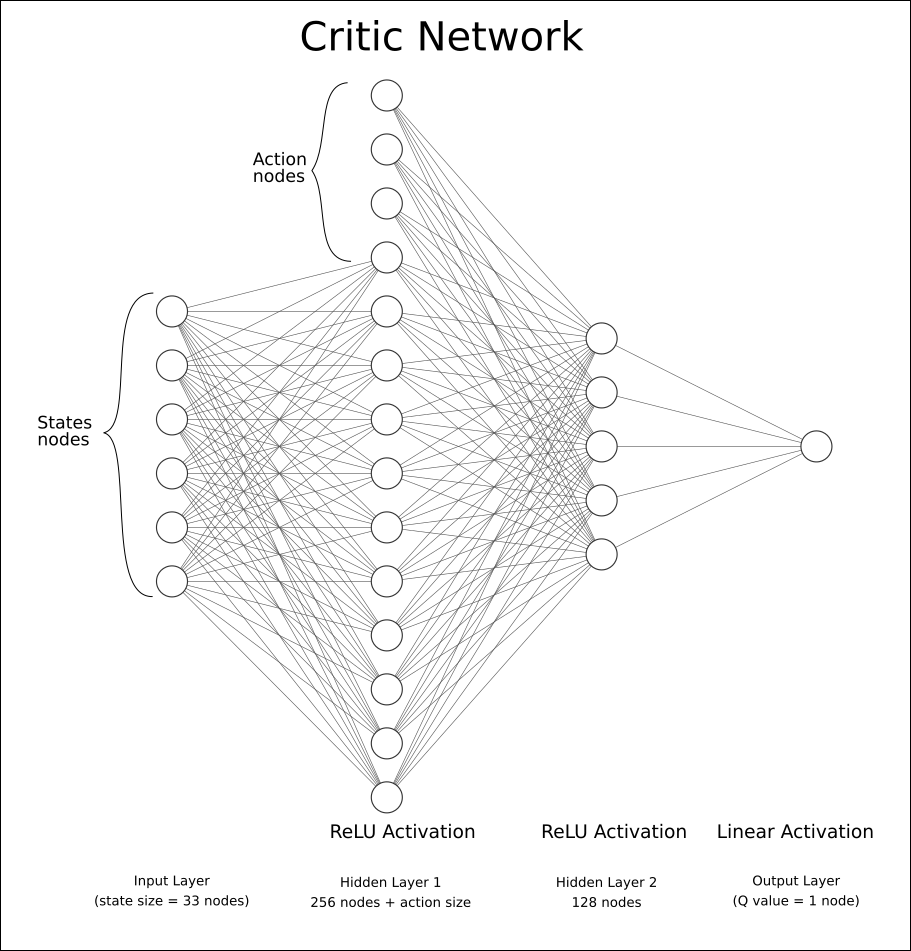 Critic Network
Action
nodes
States
nodes
ReLU Activation
ReLU Activation
Linear Activation
Input Layer
(state size = 33 nodes)
Hidden Layer 1
256 nodes + action size
Hidden Layer 2
128 nodes
Output Layer
(Q value = 1 node)